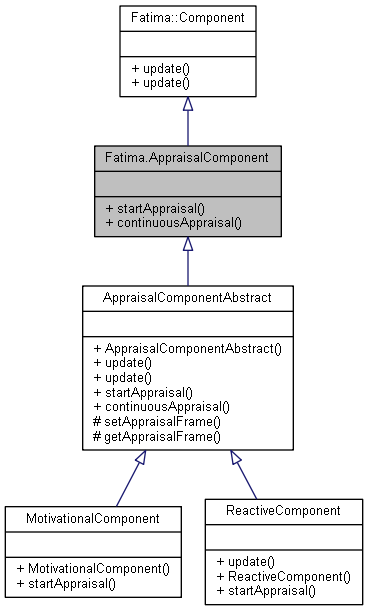 Fatima::Component
+ update()
+ update()
Fatima.AppraisalComponent
+ startAppraisal()
+ continuousAppraisal()
AppraisalComponentAbstract
+ AppraisalComponentAbstract()
+ update()
+ update()
+ startAppraisal()
+ continuousAppraisal()
# setAppraisalFrame()
# getAppraisalFrame()
MotivationalComponent
+ MotivationalComponent()
+ startAppraisal()
ReactiveComponent
+ update()
+ ReactiveComponent()
+ startAppraisal()